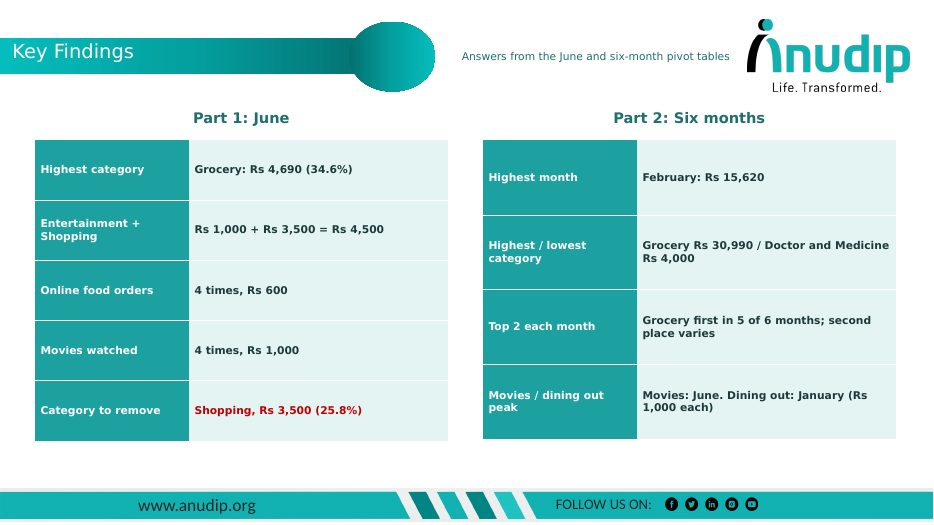 Key Findings
Answers from the June and six-month pivot tables
Anudip
Life. Transformed.
Part 1: June
Highest category
Grocery: Rs 4,690 (34.6%)
Entertainment +
Shopping
Rs 1,000 + Rs 3,500 = Rs 4,500
Online food orders
4 times, Rs 600
Movies watched
4 times, Rs 1,000
Category to remove
Shopping, Rs 3,500 (25.8%)
Part 2: Six months
Highest month
February: Rs 15,620
Highest / lowest
category
Grocery Rs 30,990 / Doctor and Medicine
Rs 4,000
Top 2 each month
Grocery first in 5 of 6 months; second
place varies
Movies / dining out
peak
Movies: June. Dining out: January (Rs
1,000 each)
www.anudip.org
FOLLOW US ON: